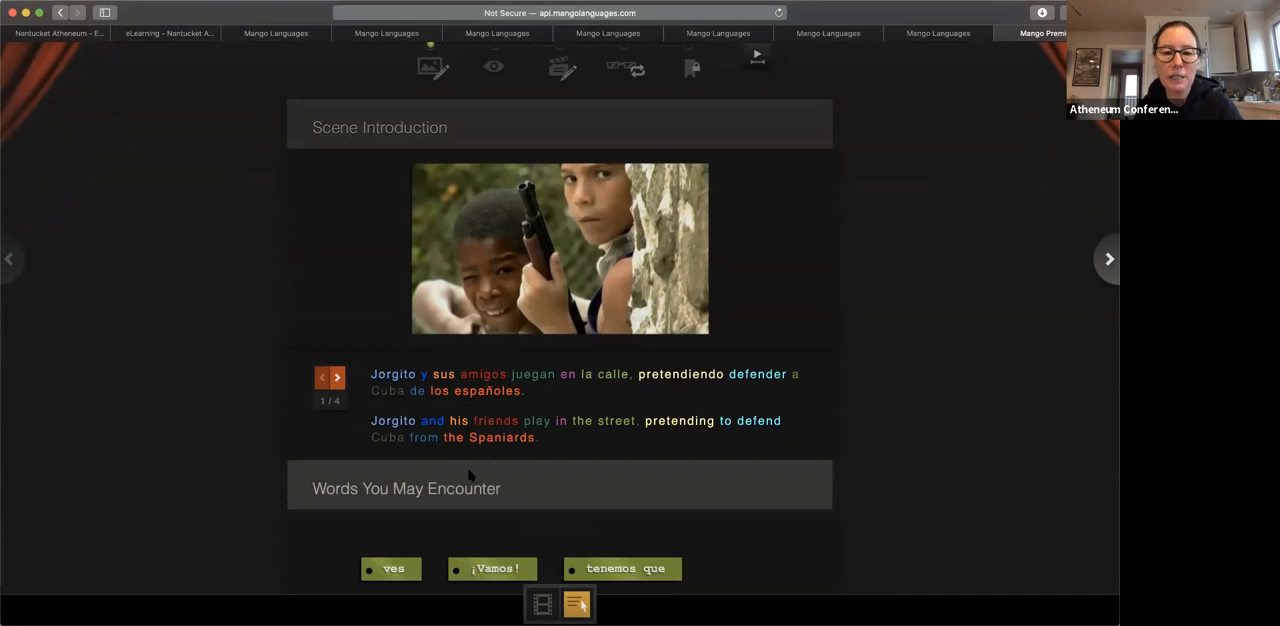 Not Secure — api.mangolanguages.com
Nantucket Atheneum - E...
eLearning - Nantucket A...
Mango Languages
Mango Languages
Mango Languages
Mango Languages
Mango Languages
Mango Languages
Mango Languages
Mango Premi
Atheneum Conferen...
Scene Introduction
Jorgito y sus amigos juegan en la calle, pretendiendo defender a
Cuba de los españoles.
1 / 4
Jorgito and his friends play in the street, pretending to defend
Cuba from the Spaniards.
Words You May Encounter
ves
¡Vamos!
tenemos que